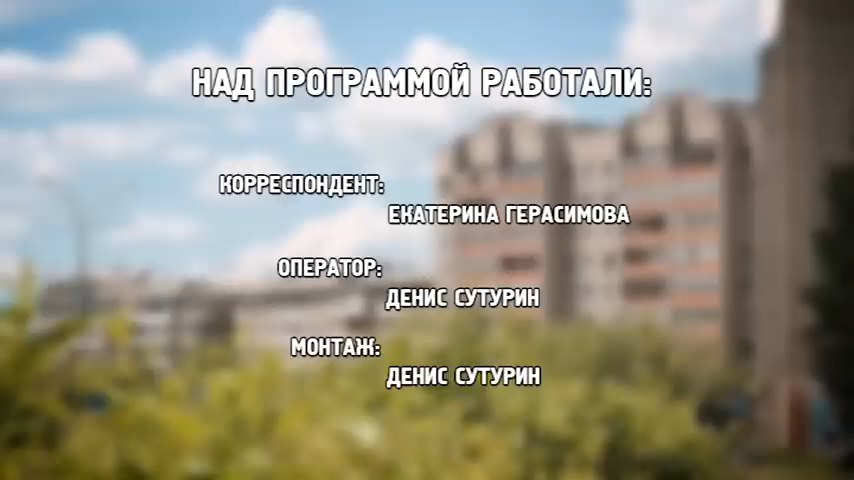 НАД ПРОГРАММОЙ РАБОТАЛИ:
КОРРЕСПОНДЕНТ:
ЕКАТЕРИНА ГЕРАСИМОВА
ОПЕРАТОР:
ДЕНИС СУТУРИН
МОНТАЖ:
ДЕНИС СУТУРИН